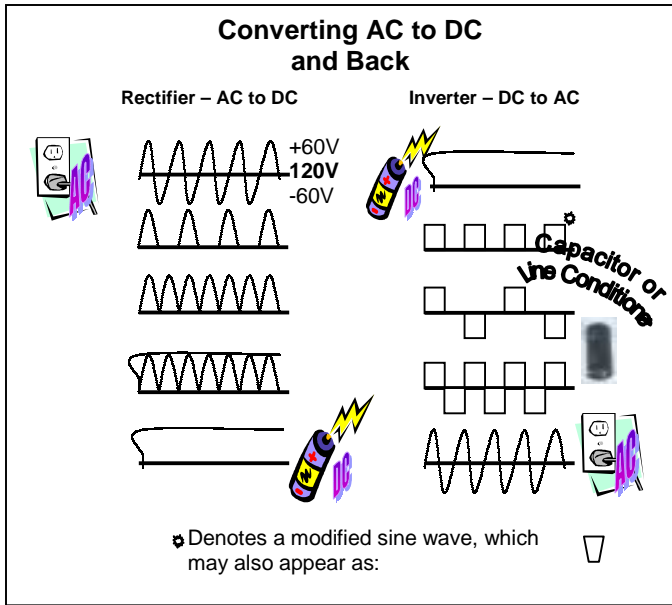 Converting AC to DC
and Back
Rectifier – AC to DC
AC
+60V
120V
-60V
DC
Inverter – DC to AC
DC
Capacitor or
Line Conditions
AC
Denotes a modified sine wave, which
may also appear as: